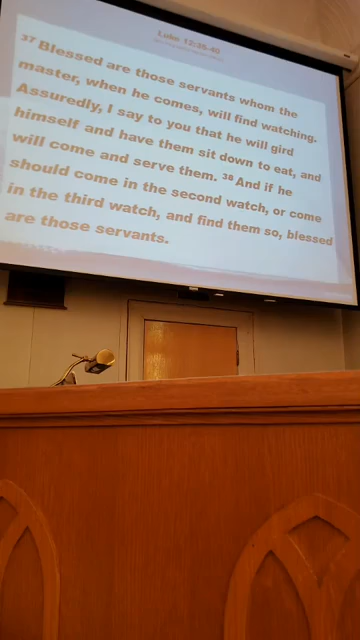 Luke 12:35-40
37 Blessed are those servants whom the
master, when he comes, will find watching.
Assuredly, I say to you that he will gird
himself and have them sit down to eat, and
will come and serve them. 38 And if he
should come in the second watch, or come
in the third watch, and find them so, blessed
are those servants.